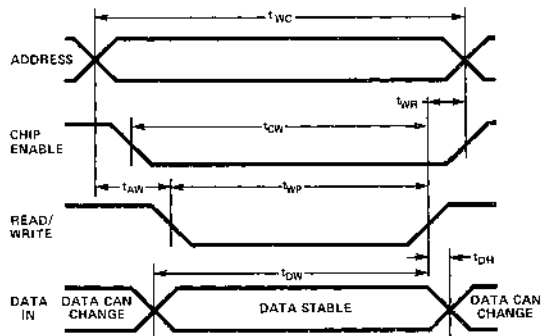 tWC
ADDRESS
tWR
CHIP
ENABLE
tCW
tAW
tWP
READ/
WRITE
tDH
tDW
DATA
IN
DATA CAN
CHANGE
DATA STABLE
DATA CAN
CHANGE